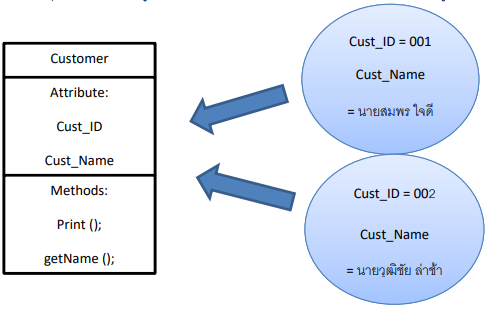 Customer
Attribute:
Cust_ID
Cust_Name
Methods:
Print ();
getName ();
Cust_ID = 001
Cust_Name
= นายสมพร ใจดี
Cust_ID = 002
Cust_Name
= นายวุฒิชัย ล่าช้า